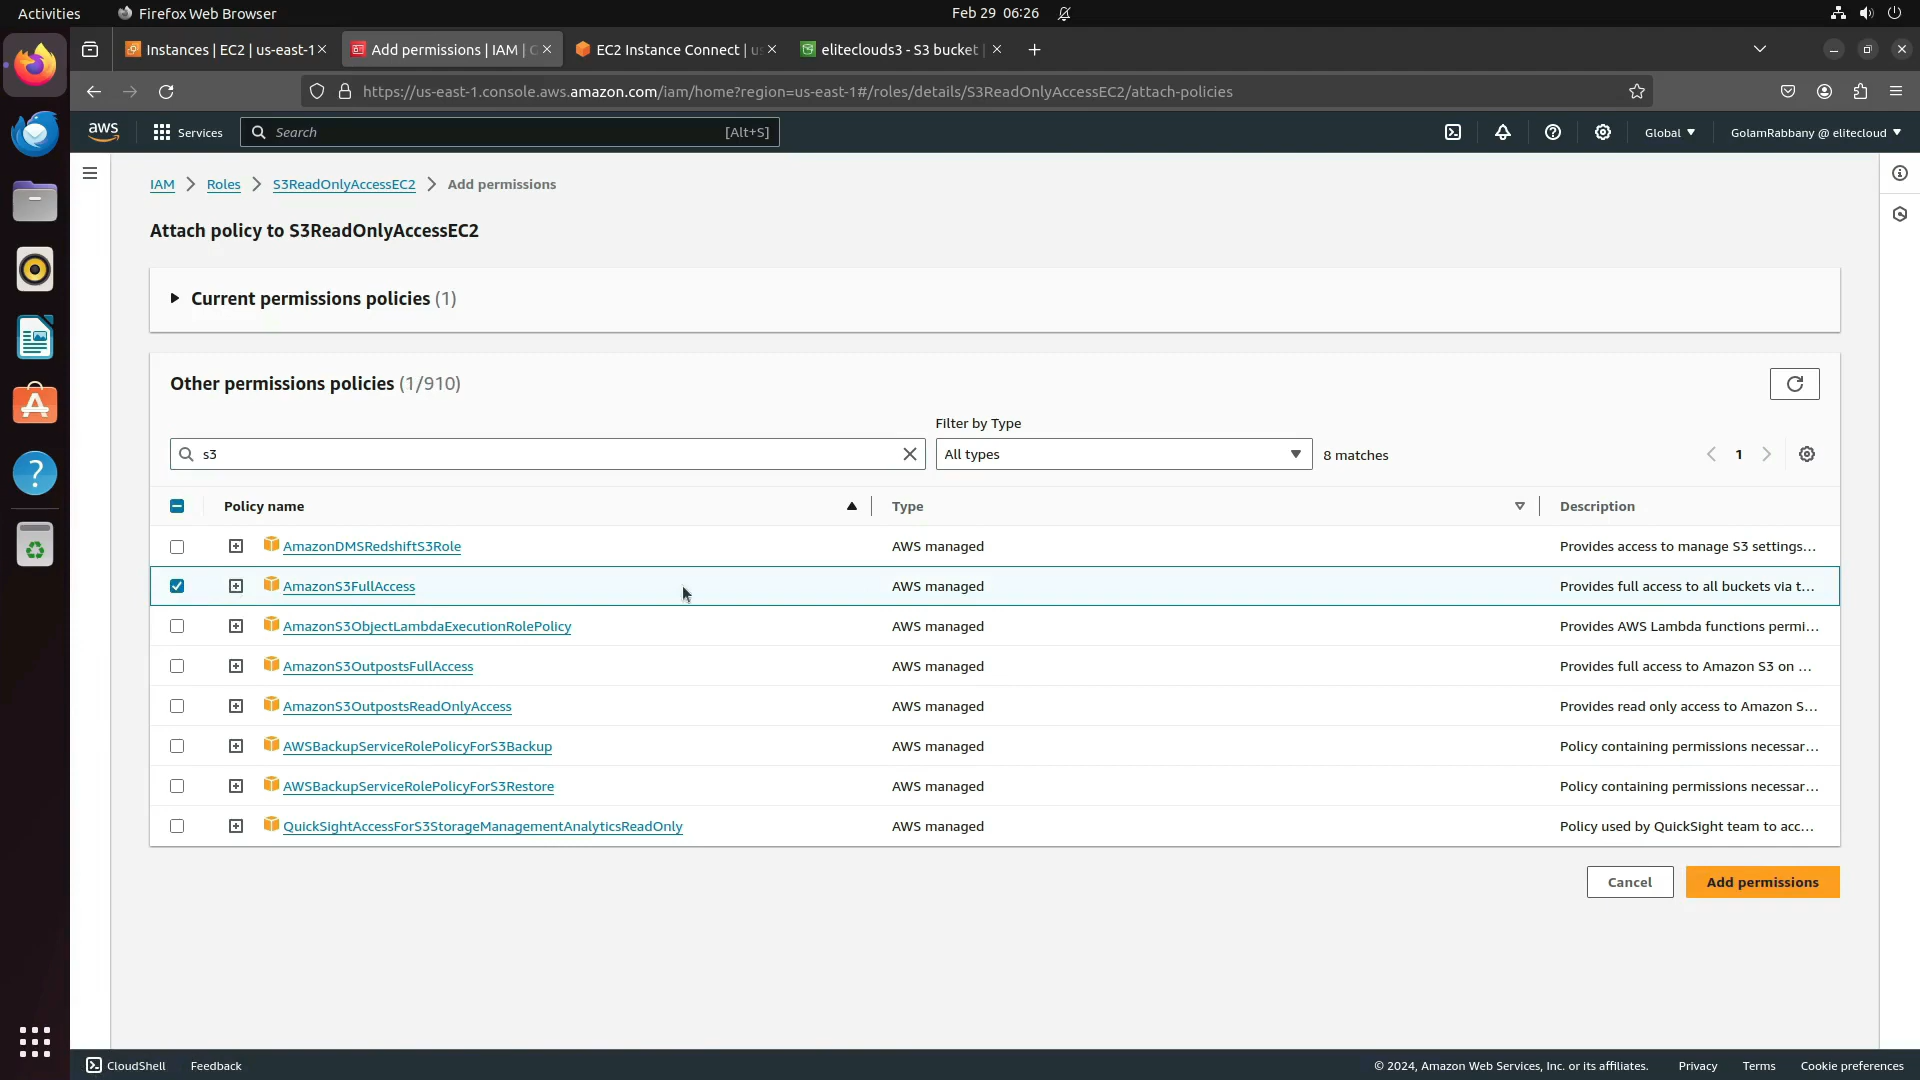 Activities
Firefox Web Browser
Feb 29 06:26
Instances | EC2 | us-east-1
Add permissions | IAM |
EC2 Instance Connect |
eliteclouds3 - S3 bucket |
https://us-east-1.console.aws.amazon.com/iam/home?region=us-east-1#/roles/details/S3ReadOnlyAccessEC2/attach-policies
aws
Services
Search
[Alt+S]
Global
GolamRabbany @ elitecloud
IAM
Roles
S3ReadOnlyAccessEC2
Add permissions
Attach policy to S3ReadOnlyAccessEC2
Current permissions policies (1)
Other permissions policies (1/910)
Filter by Type
s3
All types
8 matches
1
Policy name
Type
Description
AmazonDMSRedshiftS3Role
AWS managed
Provides access to manage S3 settings...
AmazonS3FullAccess
AWS managed
Provides full access to all buckets via t...
AmazonS3ObjectLambdaExecutionRolePolicy
AWS managed
Provides AWS Lambda functions permi...
AmazonS3OutpostsFullAccess
AWS managed
Provides full access to Amazon S3 on ...
AmazonS3OutpostsReadOnlyAccess
AWS managed
Provides read only access to Amazon S...
AWSBackupServiceRolePolicyForS3Backup
AWS managed
Policy containing permissions necessar...
AWSBackupServiceRolePolicyForS3Restore
AWS managed
Policy containing permissions necessar...
QuickSightAccessForS3StorageManagementAnalyticsReadOnly
AWS managed
Policy used by QuickSight team to acc...
Cancel
Add permissions
CloudShell
Feedback
© 2024, Amazon Web Services, Inc. or its affiliates.
Privacy
Terms
Cookie preferences